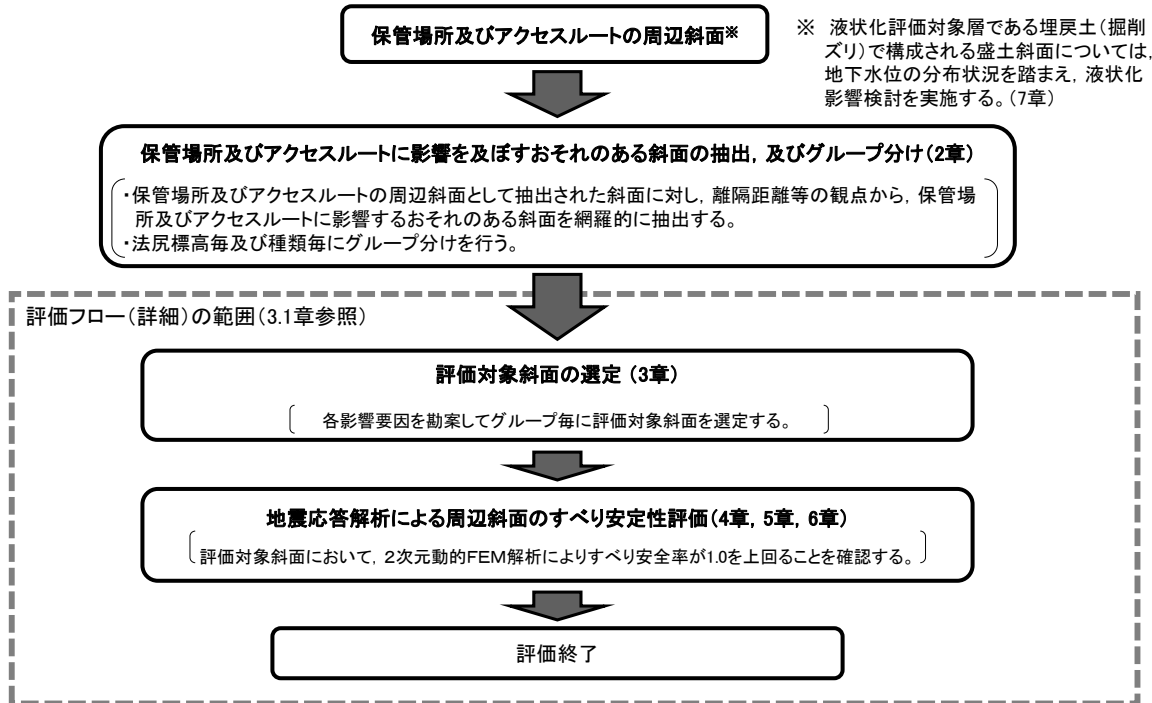 保管場所及びアクセスルートの周辺斜面※
※ 液状化評価対象層である埋戻土（掘削
ズリ）で構成される盛土斜面については，
地下水位の分布状況を踏まえ，液状化
影響検討を実施する。（7章）
保管場所及びアクセスルートに影響を及ぼすおそれのある斜面の抽出，及びグループ分け（2章）
・保管場所及びアクセスルートの周辺斜面として抽出された斜面に対し，離隔距離等の観点から，保管場
所及びアクセスルートに影響するおそれのある斜面を網羅的に抽出する。
・法尻標高毎及び種類毎にグループ分けを行う。
評価フロー（詳細）の範囲（3.1章参照）
評価対象斜面の選定 （3章）
各影響要因を勘案してグループ毎に評価対象斜面を選定する。
地震応答解析による周辺斜面のすべり安定性評価（4章，5章，6章）
評価対象斜面において，２次元動的ＦＥＭ解析によりすべり安全率が1.0を上回ることを確認する。
評価終了